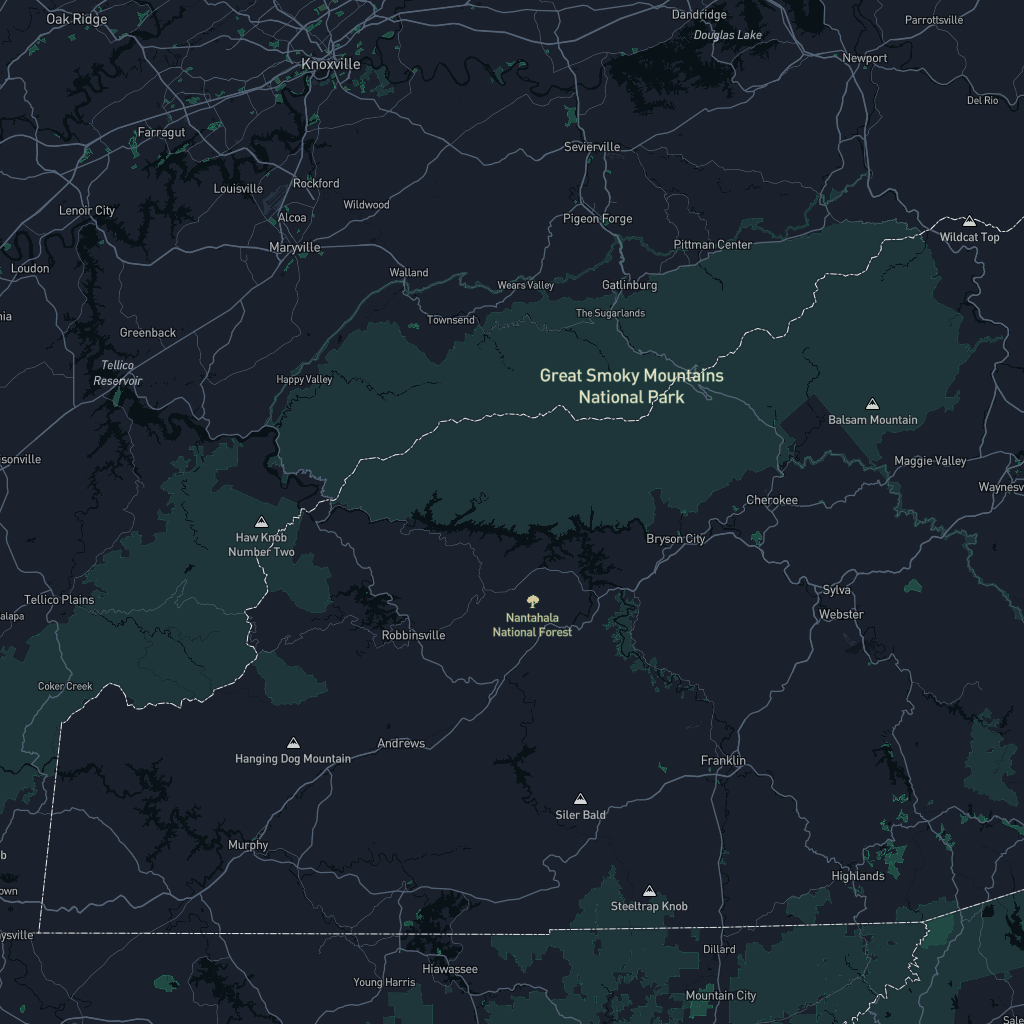 Oak Ridge
Dandridge
Parrottsville
Douglas Lake
Knoxville
Newport
Del Rio
Farragut
Sevierville
Rockford
Louisville
Wildwood
Lenoir City
Alcoa
Pigeon Forge
Maryville
Pittman Center
Wildcat Top
Loudon
Walland
Wears Valley
Gatlinburg
nia
Townsend
The Sugarlands
Greenback
Tellico
Reservoir
Happy Valley
Great Smoky Mountains
National Park
Balsam Mountain
sonville
Maggie Valley
Waynesv
Cherokee
Haw Knob
Number Two
Bryson City
Tellico Plains
Sylva
alapa
Nantahala
National Forest
Webster
Robbinsville
Coker Creek
Andrews
Hanging Dog Mountain
Franklin
Siler Bald
Murphy
b
Highlands
own
Steeltrap Knob
ysville
Dillard
Hiawassee
Young Harris
Mountain City
Sale